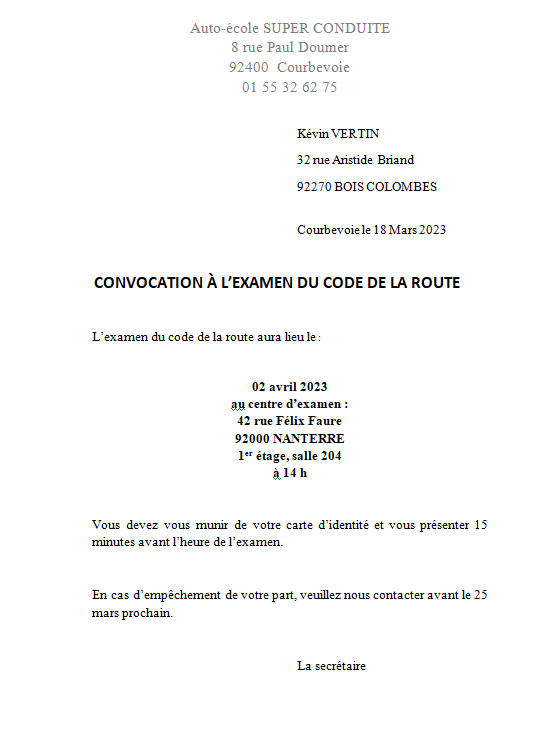 Auto-école SUPER CONDUITE
8 rue Paul Doumer
92400 Courbevoie
01 55 32 62 75
Kévin VERTIN
32 rue Aristide Briand
92270 BOIS COLOMBES
Courbevoie le 18 Mars 2023
CONVOCATION À L’EXAMEN DU CODE DE LA ROUTE
L’examen du code de la route aura lieu le :
02 avril 2023
au centre d’examen :
42 rue Félix Faure
92000 NANTERRE
1er étage, salle 204
à 14 h
Vous devez vous munir de votre carte d’identité et vous présenter 15
minutes avant l’heure de l’examen.
En cas d’empêchement de votre part, veuillez nous contacter avant le 25
mars prochain.
La secrétaire